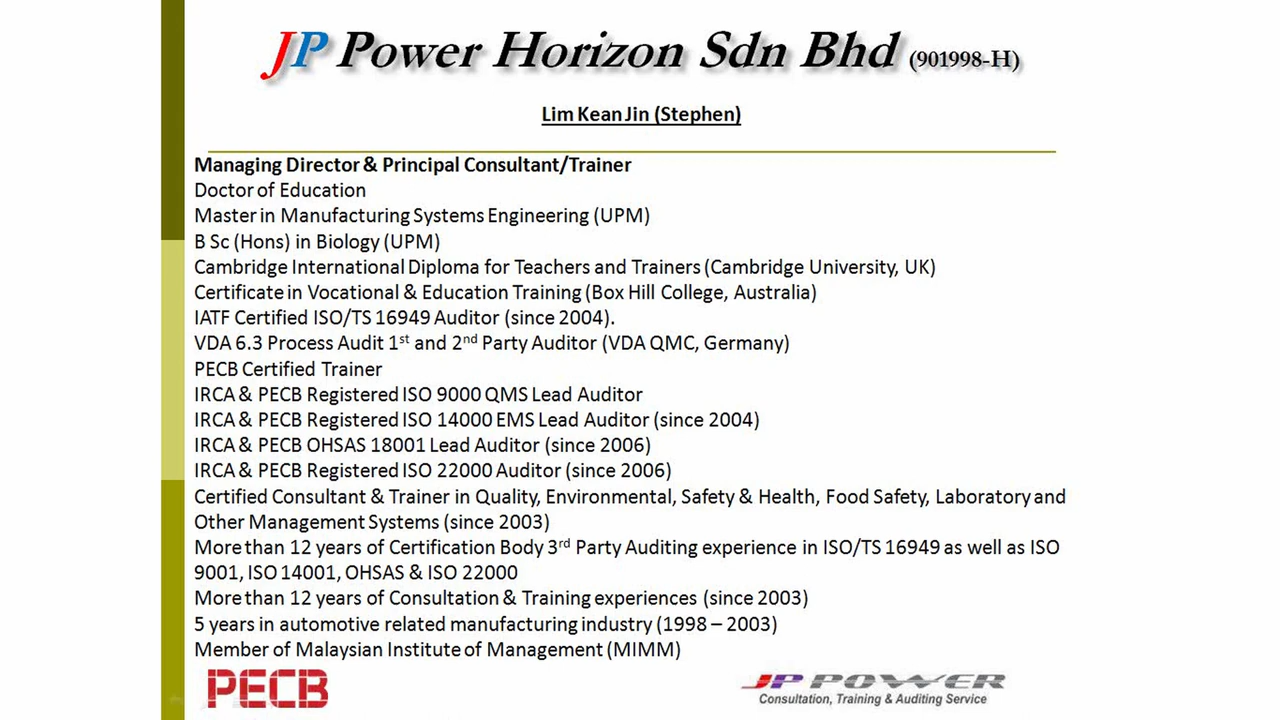 JP Power Horizon Sdn Bhd (901998-H)
Lim Kean Jin (Stephen)
Managing Director & Principal Consultant/Trainer
Doctor of Education
Master in Manufacturing Systems Engineering (UPM)
B Sc (Hons) in Biology (UPM)
Cambridge International Diploma for Teachers and Trainers (Cambridge University, UK)
Certificate in Vocational & Education Training (Box Hill College, Australia)
IATF Certified ISO/TS 16949 Auditor (since 2004).
VDA 6.3 Process Audit 1st and 2nd Party Auditor (VDA QMC, Germany)
PECB Certified Trainer
IRCA & PECB Registered ISO 9000 QMS Lead Auditor
IRCA & PECB Registered ISO 14000 EMS Lead Auditor (since 2004)
IRCA & PECB OHSAS 18001 Lead Auditor (since 2006)
IRCA & PECB Registered ISO 22000 Auditor (since 2006)
Certified Consultant & Trainer in Quality, Environmental, Safety & Health, Food Safety, Laboratory and
Other Management Systems (since 2003)
More than 12 years of Certification Body 3rd Party Auditing experience in ISO/TS 16949 as well as ISO
9001, ISO 14001, OHSAS & ISO 22000
More than 12 years of Consultation & Training experiences (since 2003)
5 years in automotive related manufacturing industry (1998 – 2003)
Member of Malaysian Institute of Management (MIMM)
PECB
JP POWER
Consultation, Training & Auditing Service